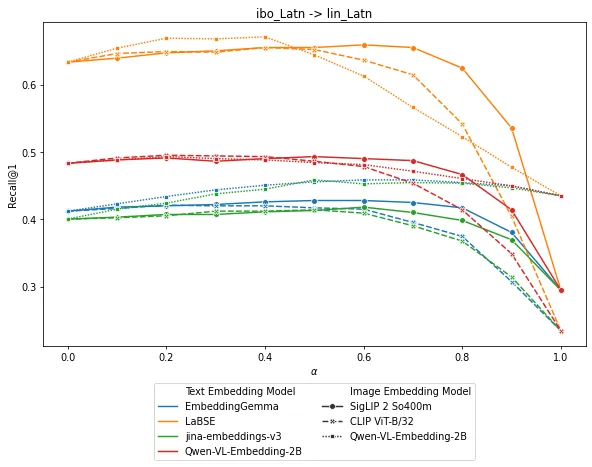 ibo_Latn -> lin_Latn
Recall@1
0.6
0.5
0.4
0.3
0.0
0.2
0.4
0.6
0.8
1.0
α
Text Embedding Model
EmbeddingGemma
LaBSE
jina-embeddings-v3
Qwen-VL-Embedding-2B
Image Embedding Model
SigLIP 2 So400m
CLIP ViT-B/32
Qwen-VL-Embedding-2B